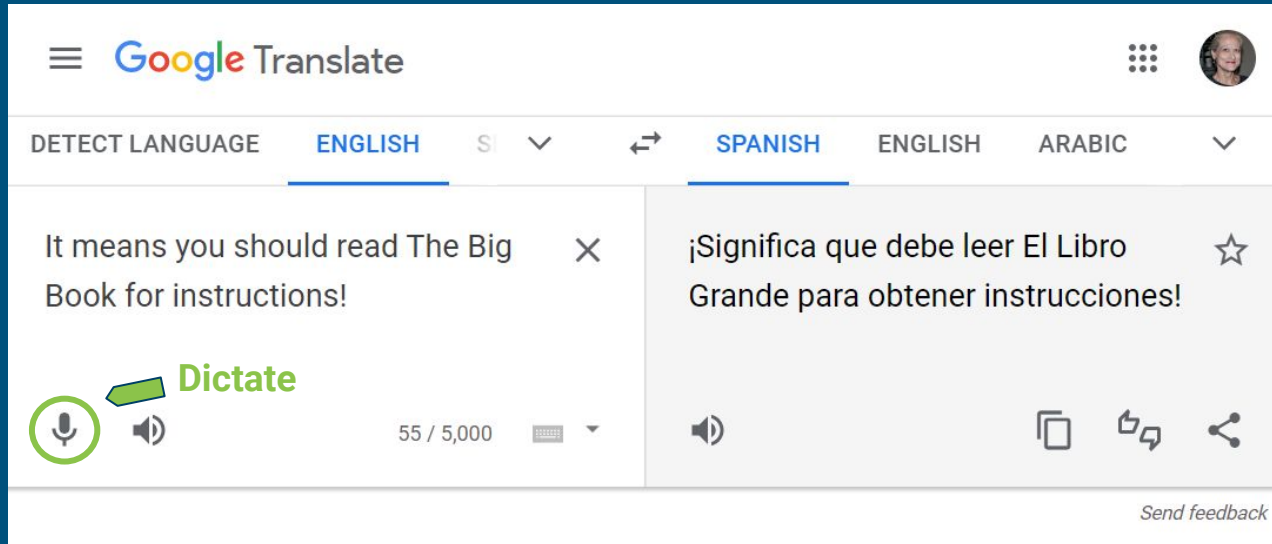 Google Translate
DETECT LANGUAGE ENGLISH S SPANISH ENGLISH ARABIC
It means you should read The Big
Book for instructions!
¡Significa que debe leer El Libro
Grande para obtener instrucciones!
Dictate
55 / 5,000
Send feedback